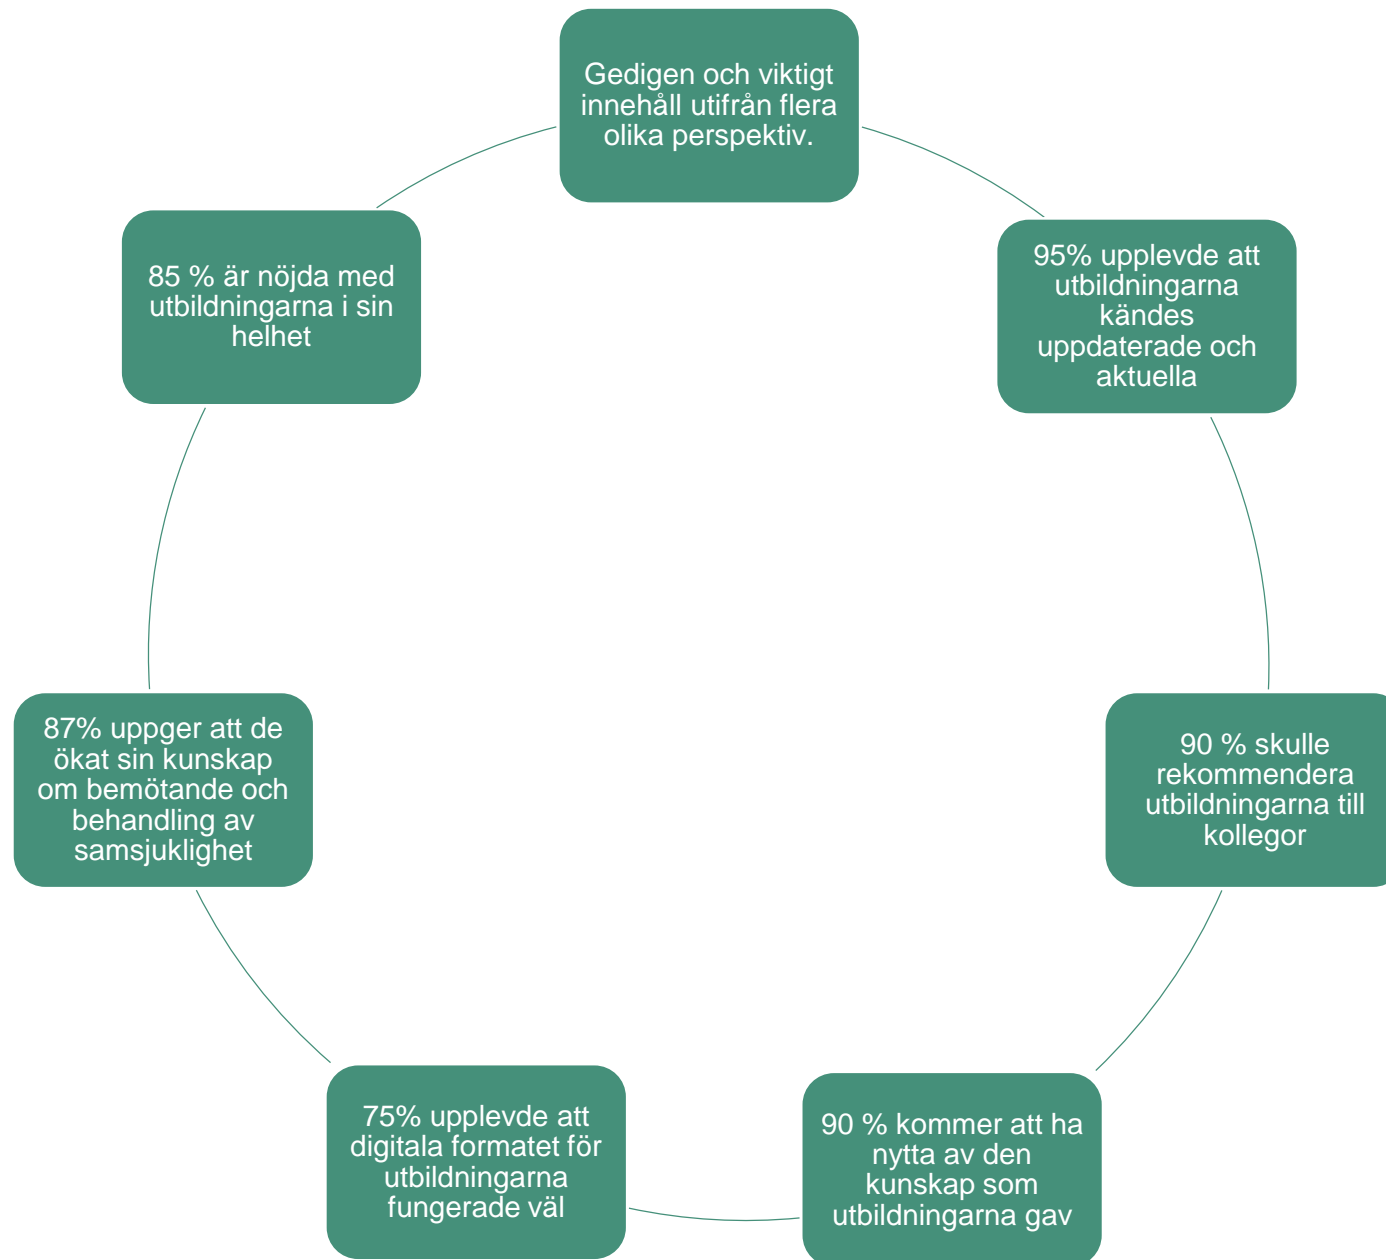 Gedigen och viktigt
innehåll utifrån flera
olika perspektiv.
95% upplevde att
utbildningarna
kändes
uppdaterade och
aktuella
90 % skulle
rekommendera
utbildningarna till
kollegor
90 % kommer att ha
nytta av den
kunskap som
utbildningarna gav
75% upplevde att
digitala formatet för
utbildningarna
fungerade väl
87% uppger att de
ökat sin kunskap
om bemötande och
behandling av
samsjuklighet
85 % är nöjda med
utbildningarna i sin
helhet